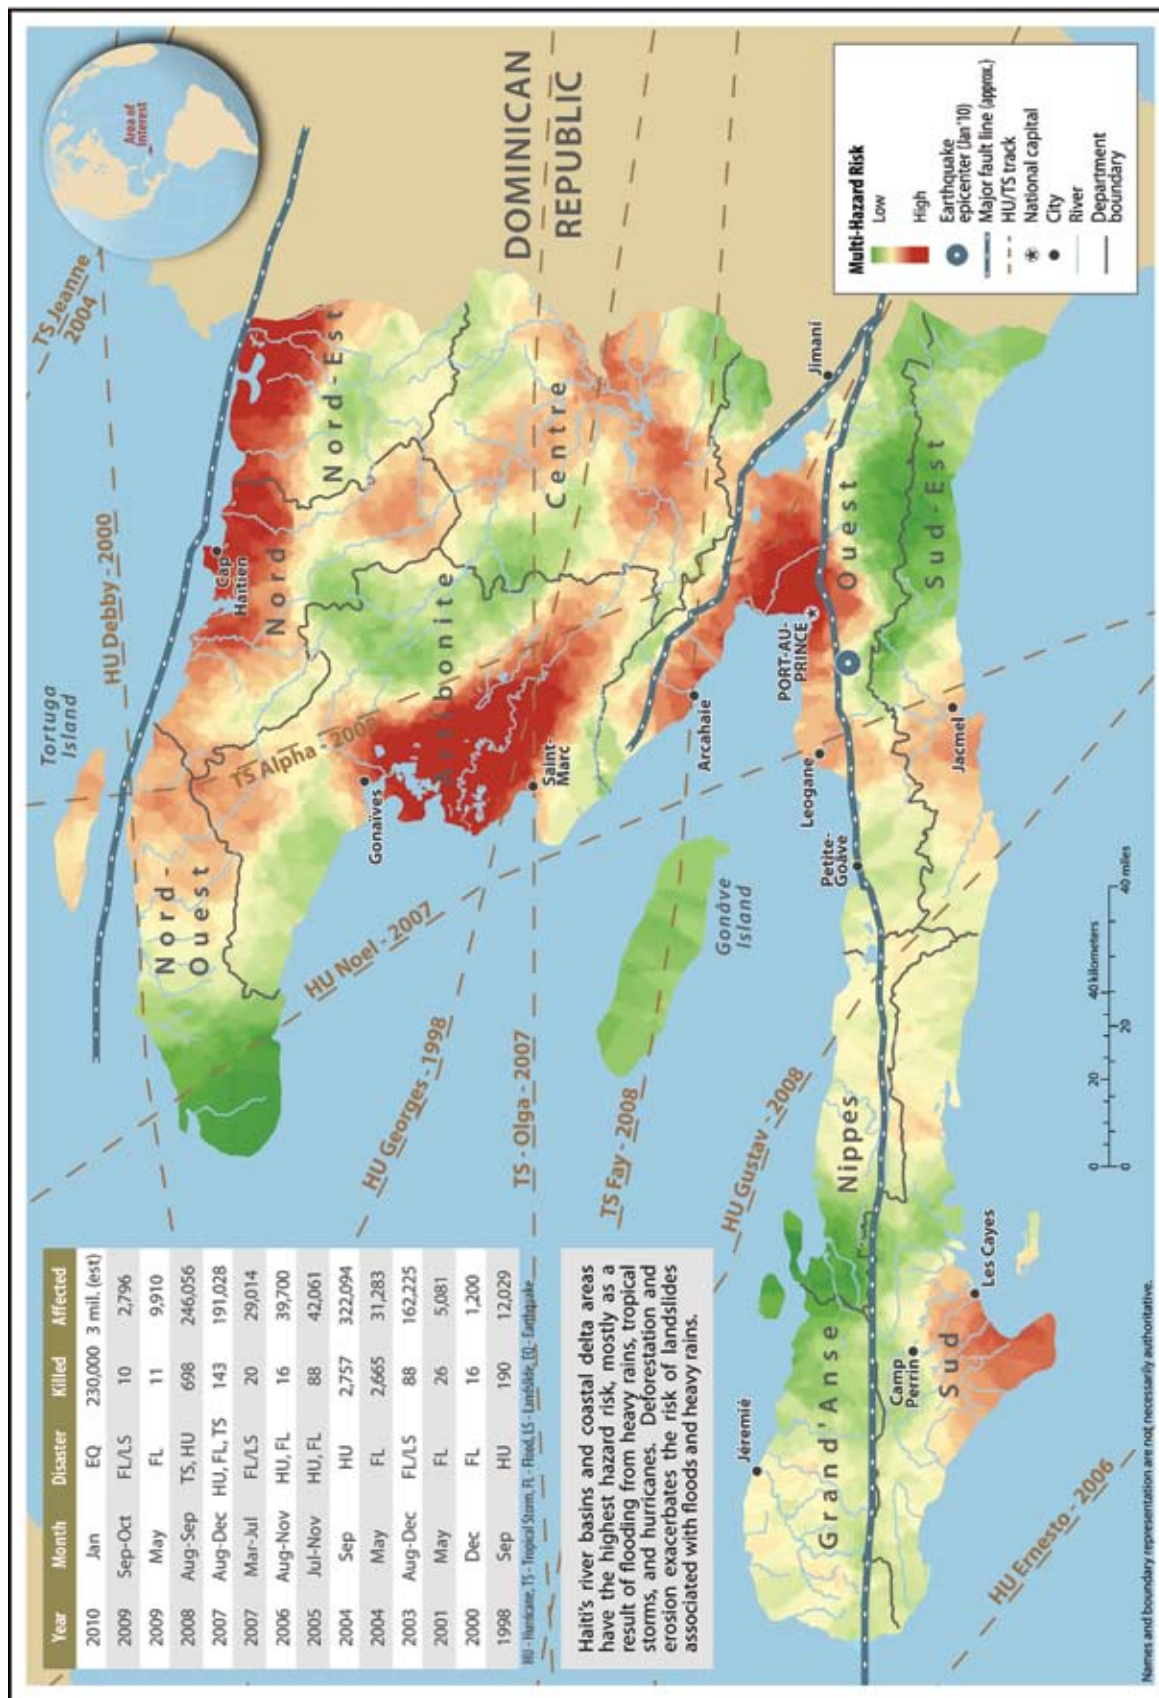 Year Month Disaster Killed Affected
2010 Jan EQ 230,000 3 mil. (est)
2009 Sep-Oct FL/LS 10 2,796
2009 May FL 11 9,910
2008 Aug-Sep TS, HU 698 246,056
2007 Aug-Dec HU, FL, TS 143 191,028
2007 Mar-Jul FL/LS 20 29,014
2006 Aug-Nov HU, FL 16 39,700
2005 Jul-Nov HU, FL 88 42,061
2004 Sep HU 2,757 322,094
2004 May FL 2,665 31,283
2003 Aug-Dec FL/LS 88 162,225
2001 May FL 26 5,081
2000 Dec FL 16 1,200
1998 Sep HU 190 12,029
HU - Hurricane, TS - Tropical Storm, FL - Flood, LS - Landslide, EQ - Earthquake
Haiti's river basins and coastal delta areas
have the highest hazard risk, mostly as a
result of flooding from heavy rains, tropical
storms, and hurricanes. Deforestation and
erosion exacerbates the risk of landslides
associated with floods and heavy rains.
Area of
Interest
TS Jeanne
2004
HU Debby - 2000
Tortuga
Island
Nord-
Ouest
Cap
Haïtien
Nord
Nord-Est
TS Alpha - 2005
Gonaïves
Artibonite
Centre
DOMINICAN
REPUBLIC
HU Noel - 2007
HU Georges - 1998
TS - Olga - 2007
Saint-
Marc
TS Fay - 2008
Gonâve
Island
Arcahaie
HU Gustav - 2008
PORT-AU-
PRINCE
Leogane
Petite-
Goâve
Jimaní
Ouest
Sud-Est
Jacmel
Nippes
Jérémié
Grand'Anse
Camp
Perrin
Sud
Les Cayes
HU Ernesto - 2006
Multi-Hazard Risk
Low
High
Earthquake
epicenter (Jan'10)
Major fault line (approx.)
HU/TS track
National capital
City
River
Department
boundary
0 20 40 kilometers
0 20 40 miles
Names and boundary representation are not necessarily authoritative.